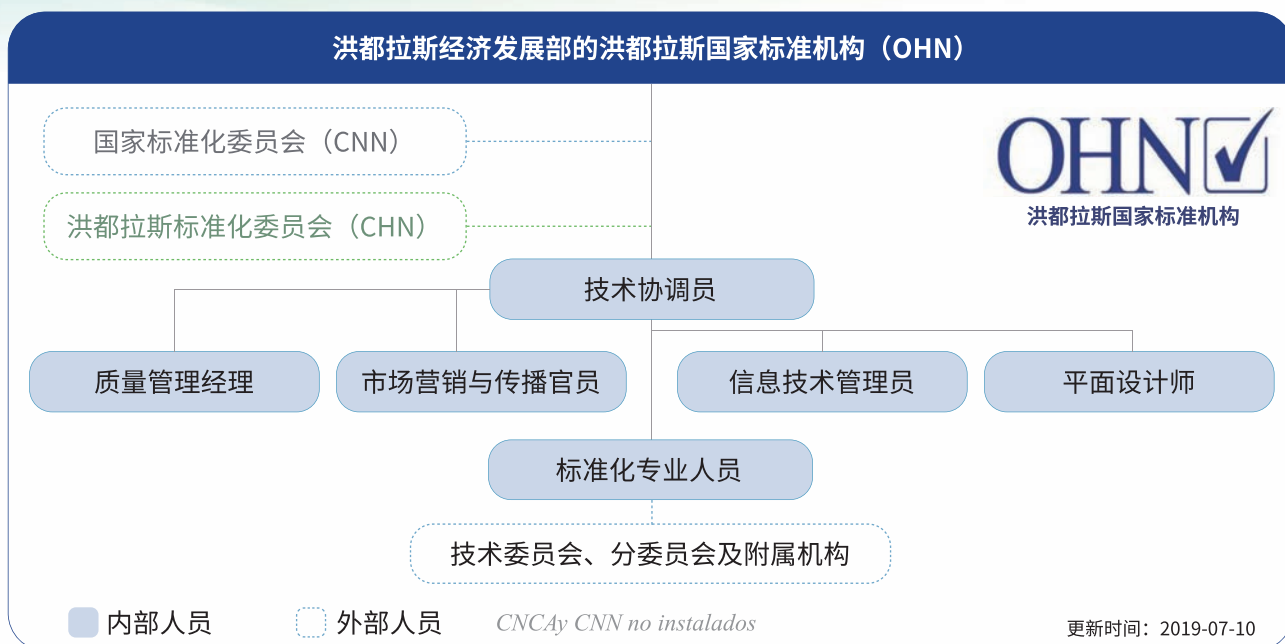 洪都拉斯经济发展部的洪都拉斯国家标准机构（OHN）
国家标准化委员会（CNN）
OHN
洪都拉斯国家标准机构
洪都拉斯标准化委员会（CHN）
技术协调员
质量管理经理
市场营销与传播官员
信息技术管理员
平面设计师
标准化专业人员
技术委员会、分委员会及附属机构
内部人员
外部人员
CNCAy CNN no instalados
更新时间：2019-07-10